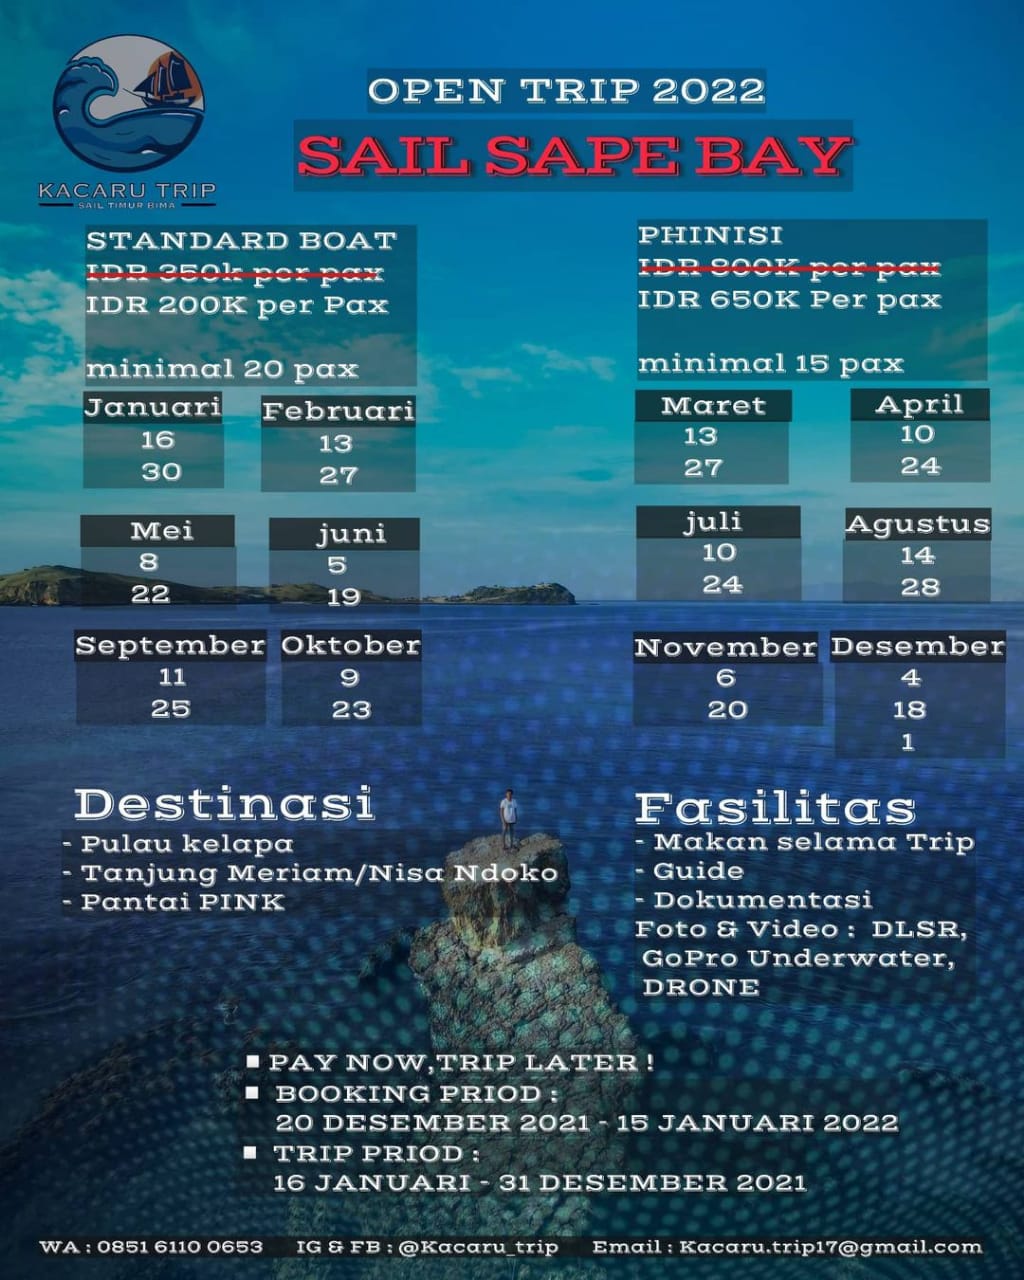 KACARU TRIP
SAIL TIMUR BIMA
OPEN TRIP 2022
SAIL SAPE BAY
STANDARD BOAT
IDR 350k per pax
IDR 200K per Pax
minimal 20 pax
PHINISI
IDR 800K per pax
IDR 650K Per pax
minimal 15 pax
Januari
16
30
Februari
13
27
Maret
13
27
April
10
24
Mei
8
22
juni
5
19
juli
10
24
Agustus
14
28
September
11
25
Oktober
9
23
November
6
20
Desember
4
18
1
Destinasi
- Pulau kelapa
- Tanjung Meriam/Nisa Ndoko
- Pantai PINK
Fasilitas
- Makan selama Trip
- Guide
- Dokumentasi
Foto & Video : DLSR,
GoPro Underwater,
DRONE
▪ PAY NOW,TRIP LATER !
▪ BOOKING PRIOD :
20 DESEMBER 2021 - 15 JANUARI 2022
▪ TRIP PRIOD :
16 JANUARI - 31 DESEMBER 2021
WA : 0851 6110 0653 IG & FB : @Kacaru_trip Email : Kacaru.trip17@gmail.com